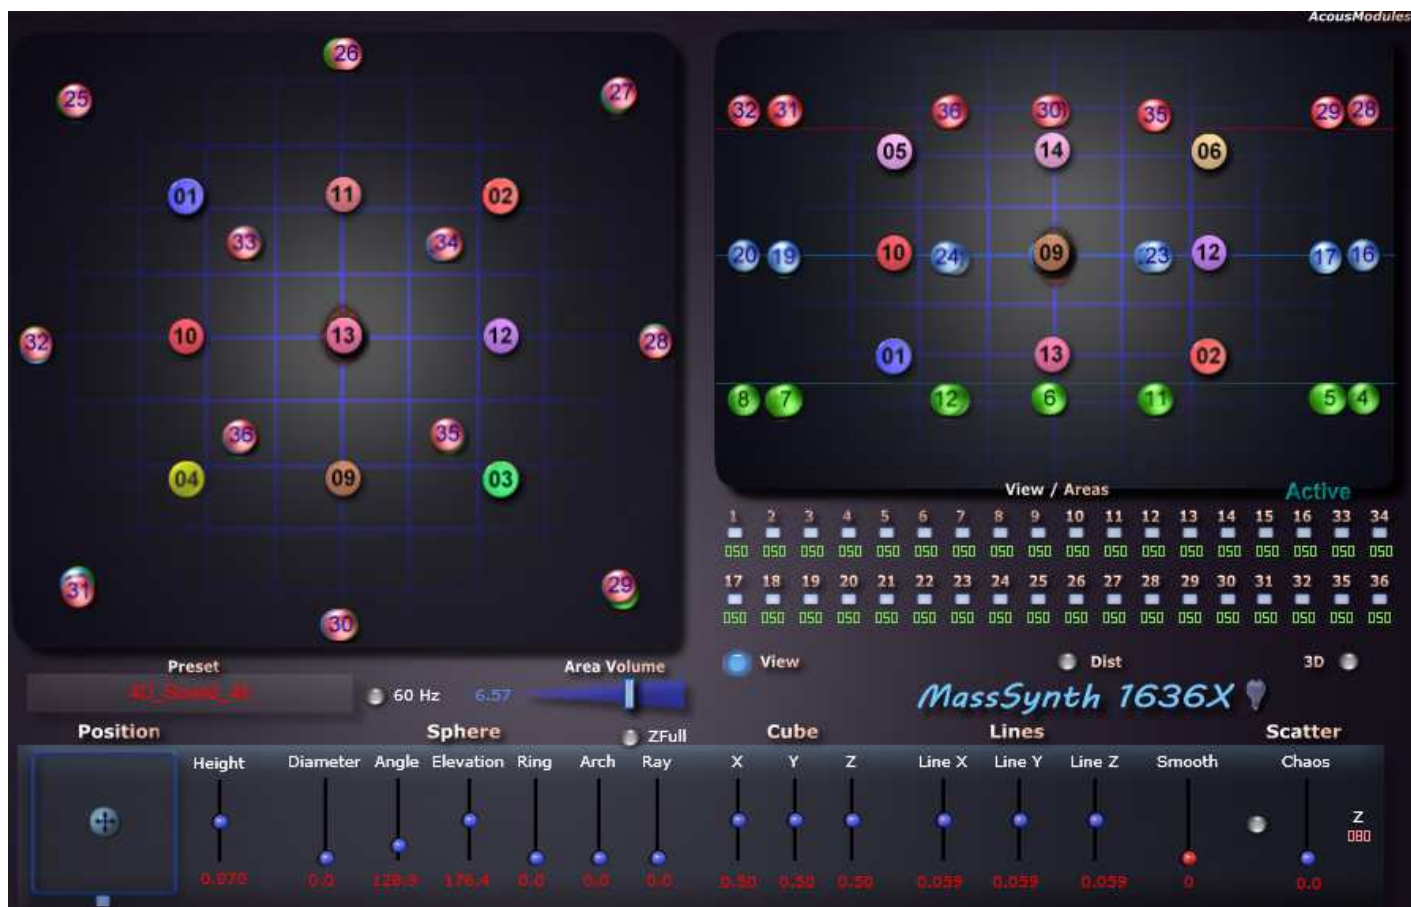 AcousModules
26
25 27
01 11 02
33 34
10 13 12
32 28
36 35
04 09 03
31 29
30
32 31 36 30 35 29 28
05 14 06
20 19 10 24 09 23 12 17 16
01 13 02
8 7 12 6 11 5 4
View / Areas Active
1 2 3 4 5 6 7 8 9 10 11 12 13 14 15 16 33 34
050 050 050 050 050 050 050 050 050 050 050 050 050 050 050 050 050 050
17 18 19 20 21 22 23 24 25 26 27 28 29 30 31 32 35 36
050 050 050 050 050 050 050 050 050 050 050 050 050 050 050 050 050 050
View Dist 3D
Preset Area Volume
60 Hz 6.57
MassSynth 1636X
ZFull
Position Sphere Cube Lines Scatter
Height Diameter Angle Elevation Ring Arch Ray X Y Z Line X Line Y Line Z Smooth Chaos
Z
080
0.070 0.0 128.9 176.4 0.0 0.0 0.0 0.50 0.50 0.50 0.059 0.059 0.059 0 0.0